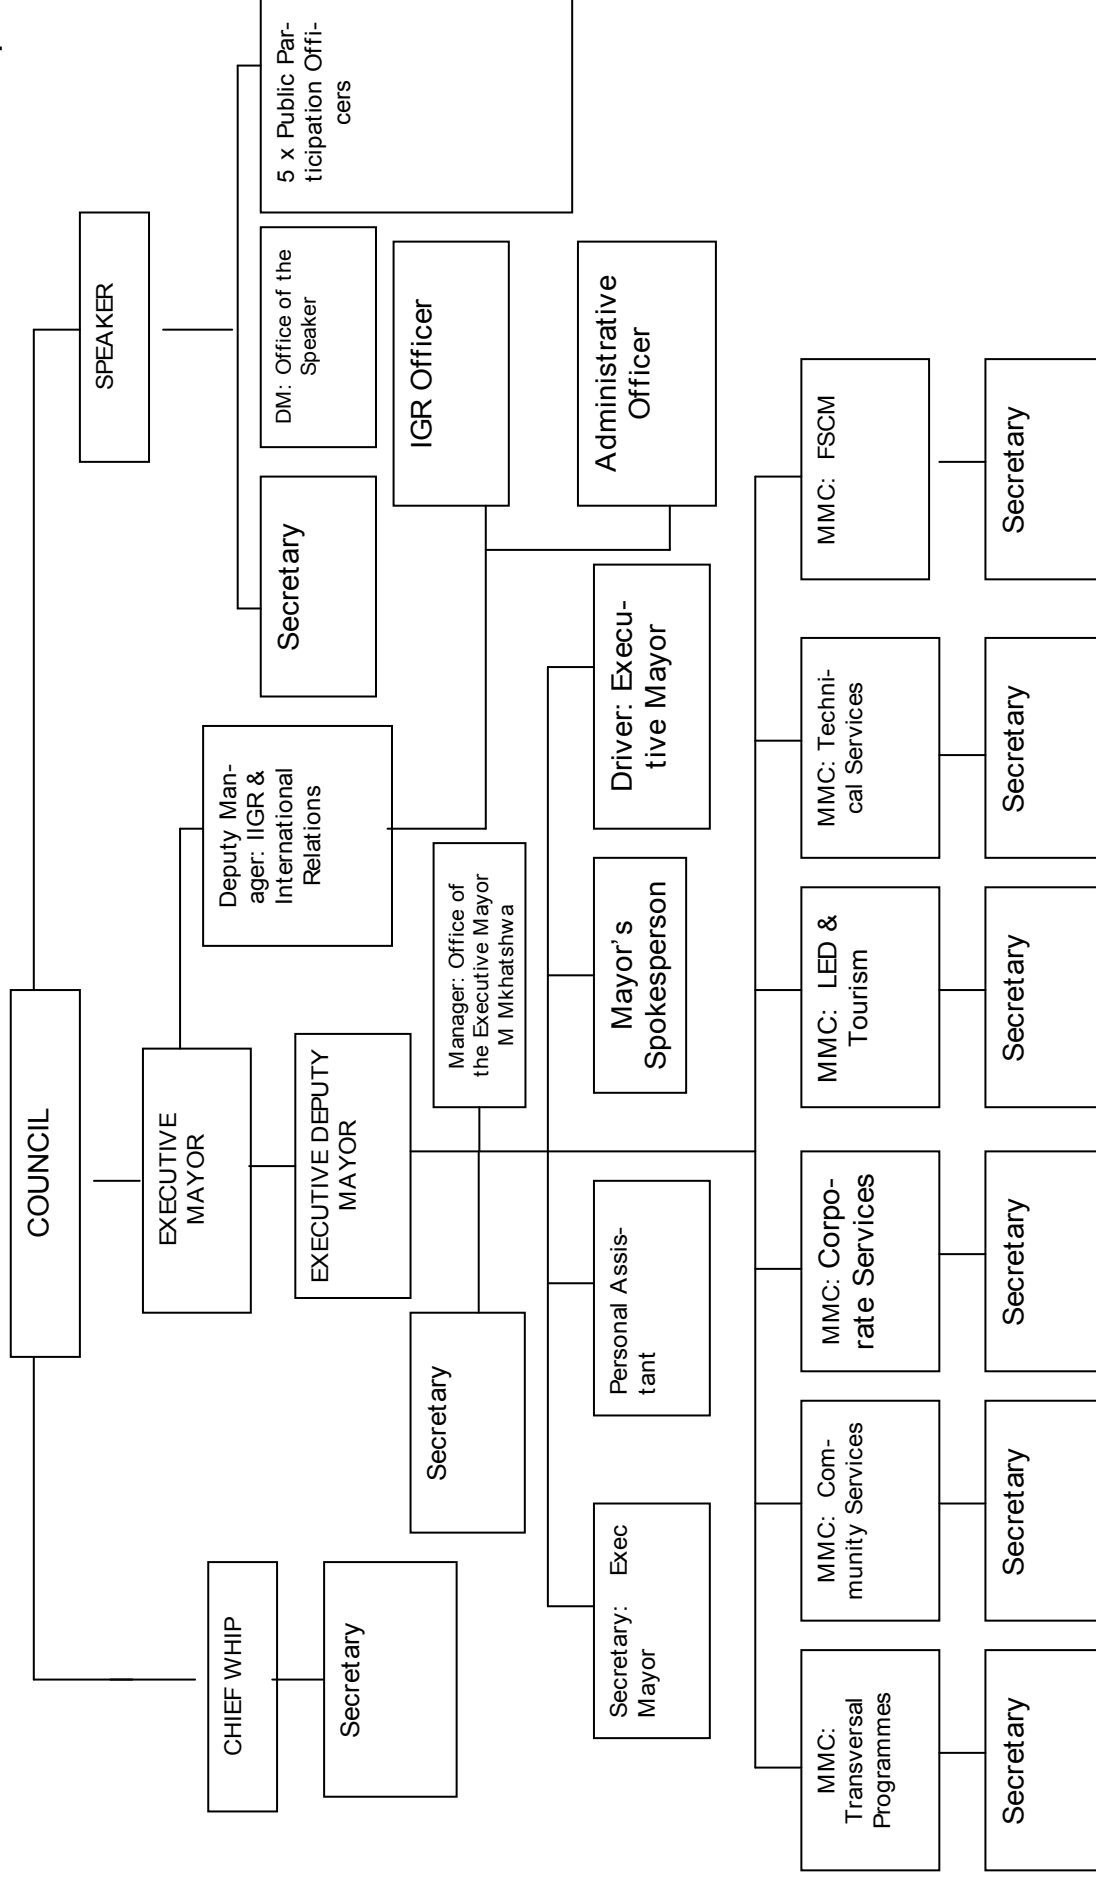 COUNCIL
SPEAKER
EXECUTIVE
MAYOR
CHIEF WHIP
Secretary
Deputy Man-
ager: IIGR &
International
Relations
Secretary
DM: Office of the
Speaker
5 x Public Par-
ticipation Offi-
cers
EXECUTIVE DEPUTY
MAYOR
IGR Officer
Secretary
Manager: Office of
the Executive Mayor
M Mkhatshwa
Administrative
Officer
Secretary: Exec
Mayor
Personal Assis-
tant
Mayor's
Spokesperson
Driver: Execu-
tive Mayor
MMC:
Transversal
Programmes
MMC: Com-
munity Services
MMC: Corpo-
rate Services
MMC: LED &
Tourism
MMC: Techni-
cal Services
MMC: FSCM
Secretary
Secretary
Secretary
Secretary
Secretary
Secretary